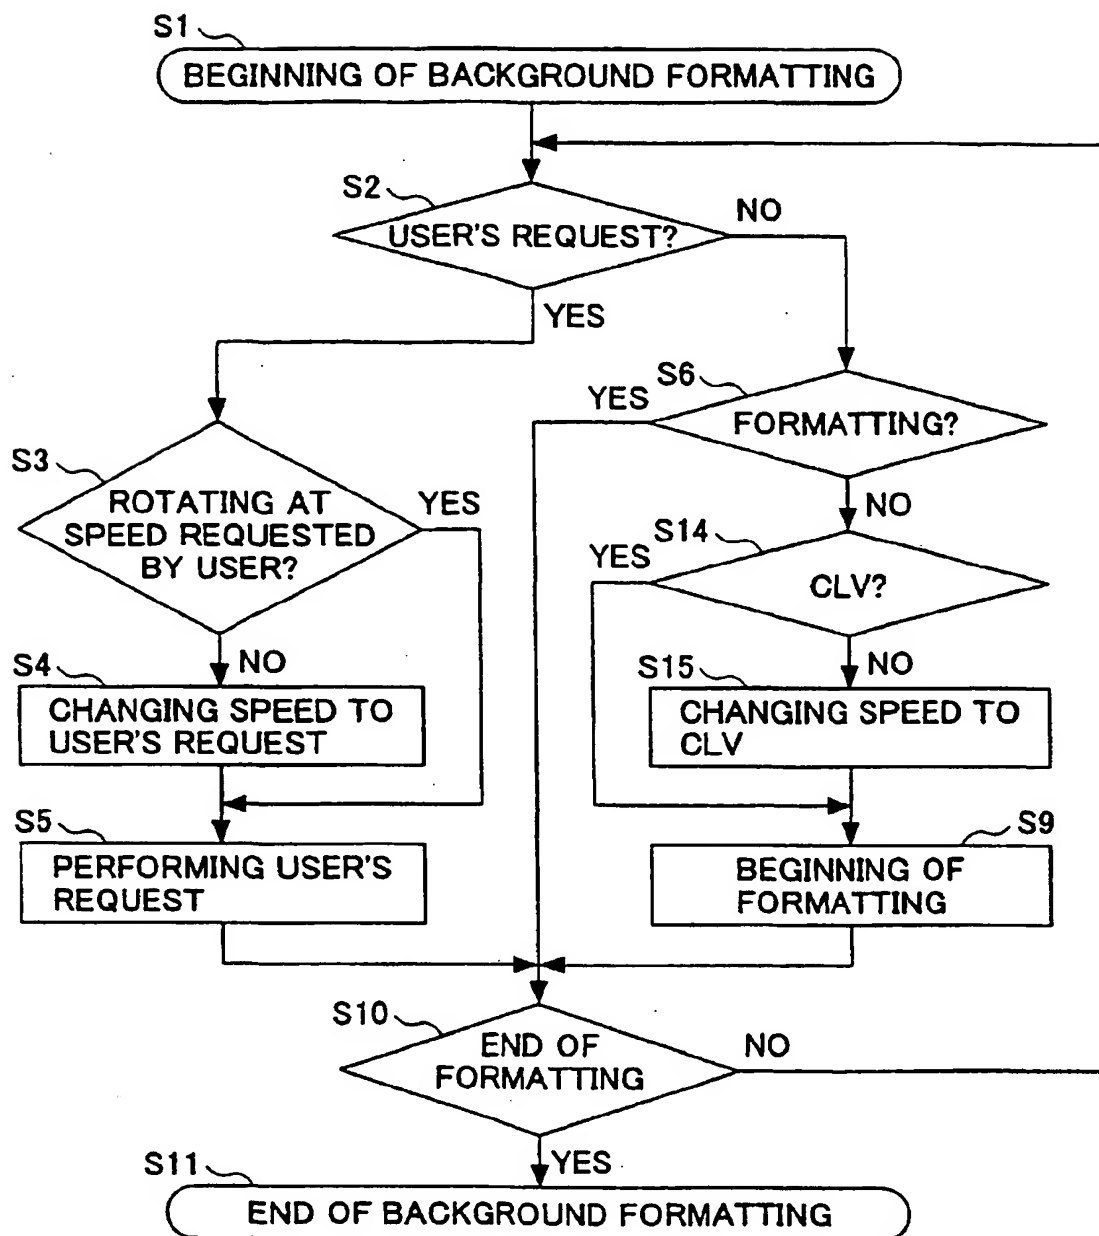 S1
BEGINNING OF BACKGROUND FORMATTING
S2
USER'S REQUEST?
NO
YES
S6
YES
FORMATTING?
NO
S3
ROTATING AT
SPEED REQUESTED
BY USER?
YES
NO
S14
YES
CLV?
NO
S4
CHANGING SPEED TO
USER'S REQUEST
S15
CHANGING SPEED TO
CLV
S5
PERFORMING USER'S
REQUEST
S9
BEGINNING OF
FORMATTING
S10
END OF
FORMATTING
NO
YES
S11
END OF BACKGROUND FORMATTING